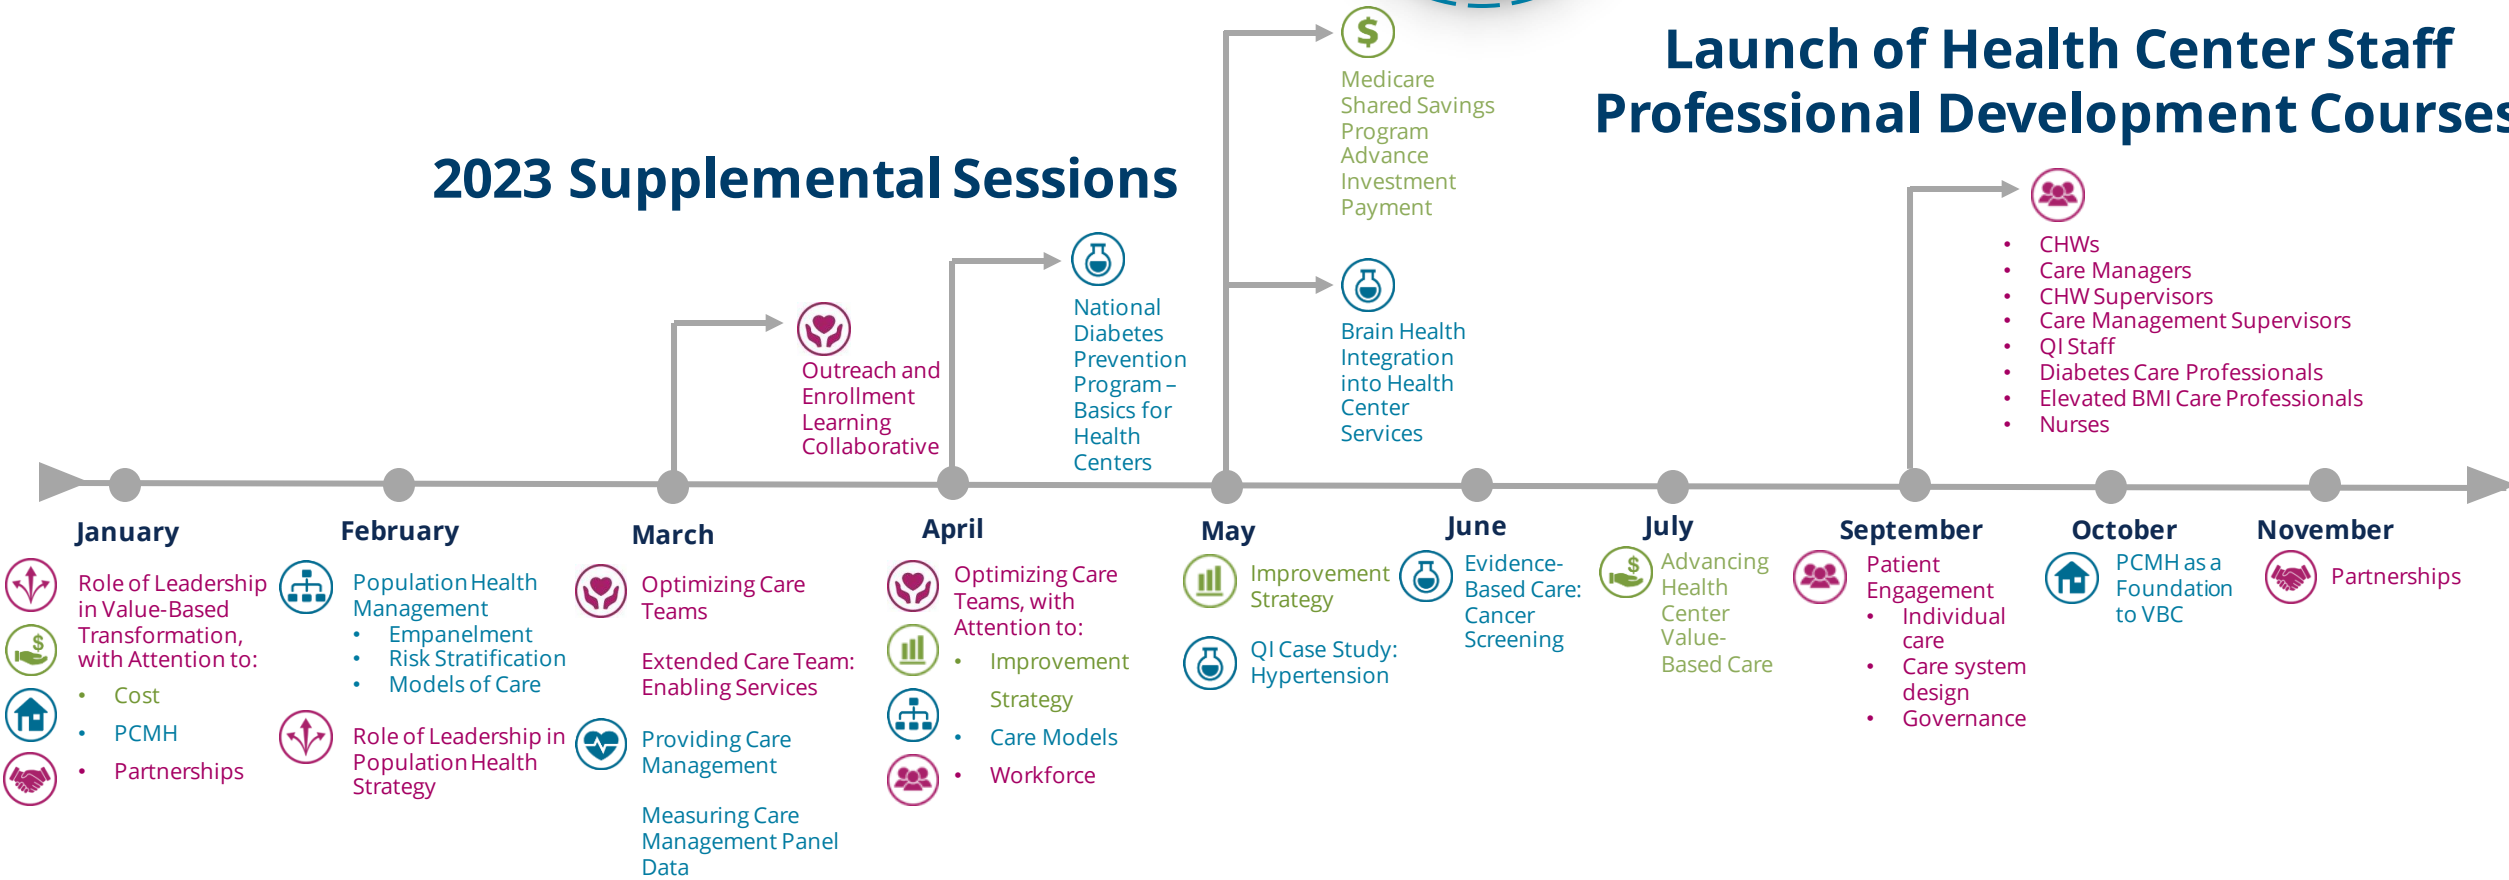 Launch of Health Center Staff
Professional Development Courses
2023 Supplemental Sessions
$
Medicare
Shared Savings
Program
Advance
Investment
Payment
Brain Health
Integration
into Health
Center
Services
National
Diabetes
Prevention
Program –
Basics for
Health
Centers
Outreach and
Enrollment
Learning
Collaborative
• CHWs
• Care Managers
• CHW Supervisors
• Care Management Supervisors
• QI Staff
• Diabetes Care Professionals
• Elevated BMI Care Professionals
• Nurses
January
Role of Leadership
in Value-Based
Transformation,
with Attention to:
$
• Cost
• PCMH
• Partnerships
February
Population Health
Management
• Empanelment
• Risk Stratification
• Models of Care
Role of Leadership in
Population Health
Strategy
March
Optimizing Care
Teams
Extended Care Team:
Enabling Services
Providing Care
Management
Measuring Care
Management Panel
Data
April
Optimizing Care
Teams, with
Attention to:
• Improvement
Strategy
• Care Models
• Workforce
May
Improvement
Strategy
QI Case Study:
Hypertension
June
Evidence-
Based Care:
Cancer
Screening
July
$
Advancing
Health
Center
Value-
Based Care
September
Patient
Engagement
• Individual
care
• Care system
design
• Governance
October
PCMH as a
Foundation
to VBC
November
Partnerships